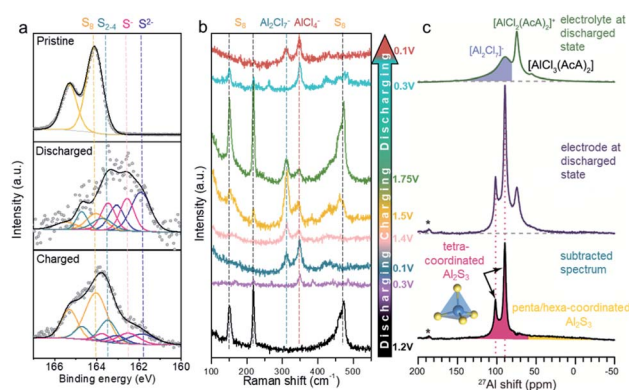 a
S₈ S₂₋₄ S⁻ S²⁻
Pristine
Discharged
Charged
Intensity (a.u.)
166 164 162 160
Binding energy (eV)
b
S₈ Al₂Cl₇⁻ AlCl₄⁻ S₈
0.1V
0.3V
1.75V
1.5V
1.4V
0.1V
0.3V
1.2V
Discharging Charging Discharging
Intensity (a.u.)
100 200 300 400 500
Raman shift (cm⁻¹)
c
[AlCl₂(AcA)₂]⁺
[Al₂Cl₇]⁻
[AlCl₃(AcA)₂]
electrolyte at
discharged
state
electrode at
discharged
state
*
tetra-
coordinated
Al₂S₃
subtracted
spectrum
*
penta/hexa-coordinated
Al₂S₃
200 150 100 50 0 -50
²⁷Al shift (ppm)